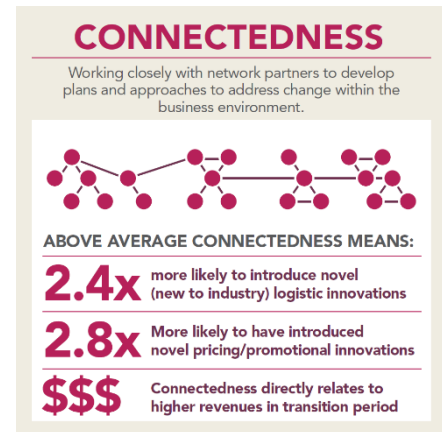 CONNECTEDNESS
Working closely with network partners to develop
plans and approaches to address change within the
business environment.
ABOVE AVERAGE CONNECTEDNESS MEANS:
2.4x more likely to introduce novel
(new to industry) logistic innovations
2.8x More likely to have introduced
novel pricing/promotional innovations
$$$ Connectedness directly relates to
higher revenues in transition period